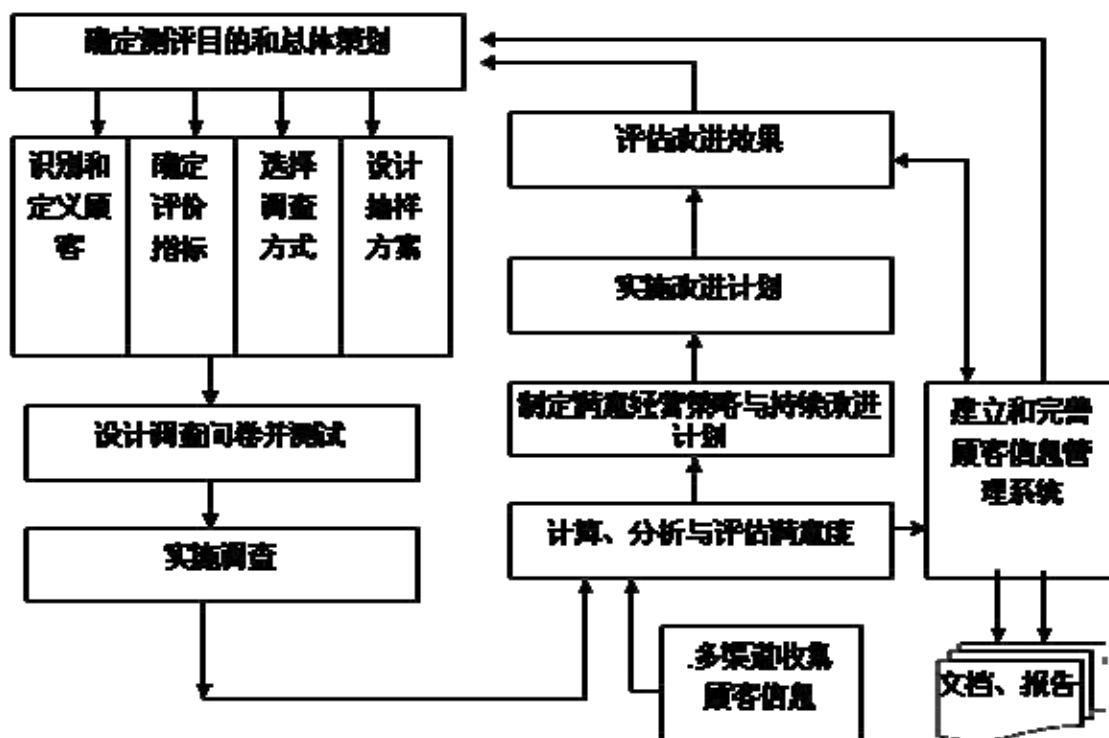 确定测评目的和总体策划
识别和
定义顾
客
确定
评价
指标
选择
调查
方式
设计
抽样
方案
设计调查问卷并测试
实施调查
评估改进效果
实施改进计划
制定满意经营策略与持续改进
计划
计算、分析与评估满意度
.多渠道收集
顾客信息
建立和完善
顾客信息管
理系统
文档、报告